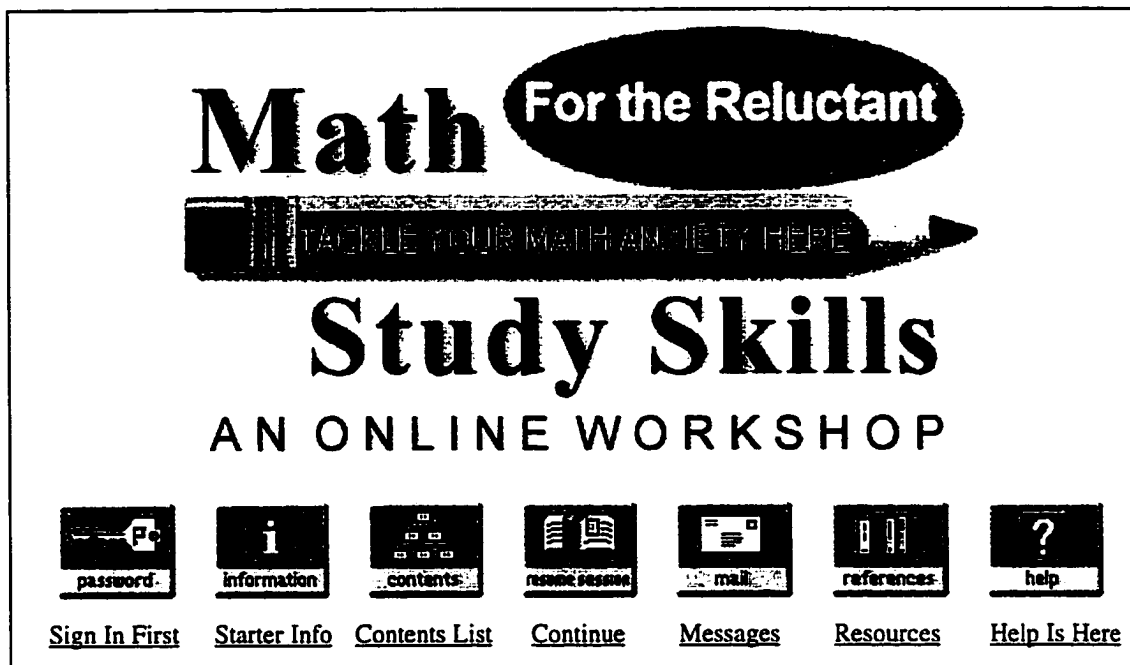 For the Reluctant
Math
TACKLE YOUR MATH ANXIETY HERE
Study Skills
AN ONLINE WORKSHOP
password information contents resume session mail references help
Sign In First Starter Info Contents List Continue Messages Resources Help Is Here